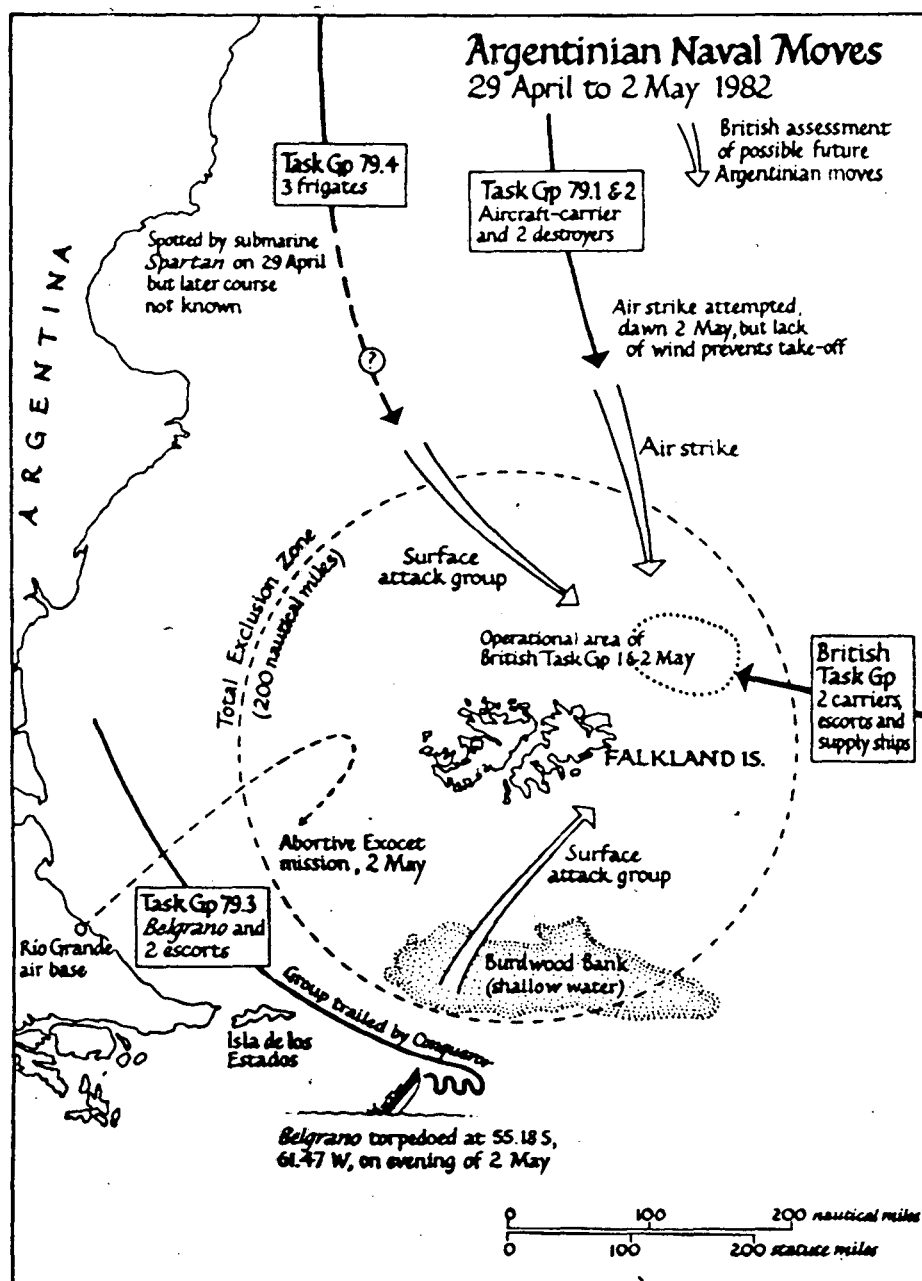 Argentinian Naval Moves
29 April to 2 May 1982
British assessment
of possible future
Argentinian moves
Task Gp 79.4
3 frigates
Task Gp 79.1 & 2
Aircraft-carrier
and 2 destroyers
Spotted by submarine
Spartan on 29 April
but later course
not known
Air strike attempted,
dawn 2 May, but lack
of wind prevents take-off
?
ARGENTINA
Air strike
Surface
attack group
Total Exclusion Zone
(200 nautical miles)
Operational area of
British Task Gp 1&2 May
British
Task Gp
2 carriers,
escorts and
supply ships
FALKLAND IS.
Abortive Exocet
mission, 2 May
Surface
attack group
Task Gp 79.3
Belgrano and
2 escorts
Rio Grande
air base
Burdwood Bank
(shallow water)
Group trailed by Conqueror
Isla de los
Estados
Belgrano torpedoed at 55.18 S,
61.47 W, on evening of 2 May
0 100 200 nautical miles
0 100 200 statute miles